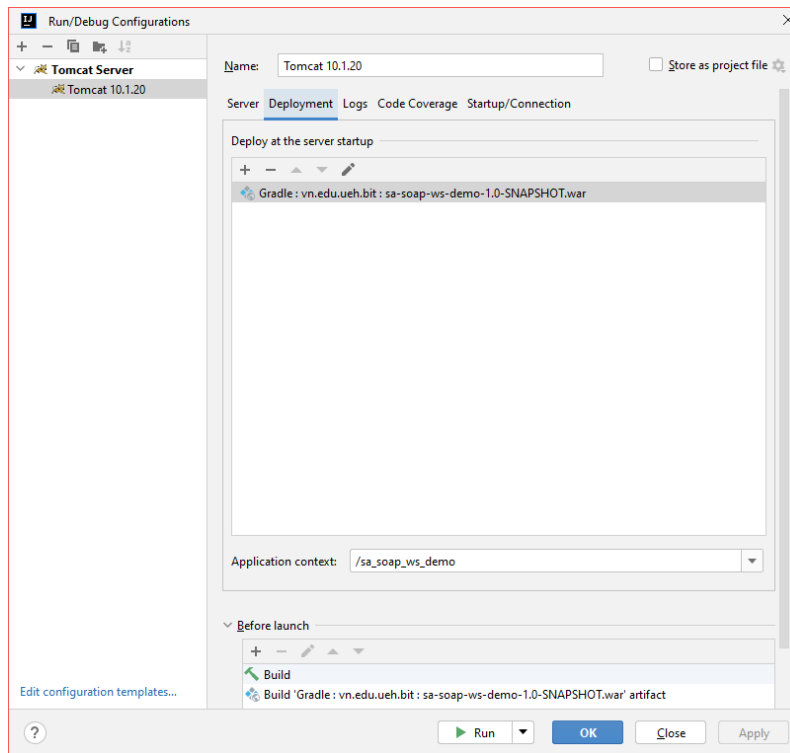 Run/Debug Configurations
Tomcat Server
Tomcat 10.1.20
Name: Tomcat 10.1.20
Store as project file
Server Deployment Logs Code Coverage Startup/Connection
Deploy at the server startup
Gradle : vn.edu.ueh.bit : sa-soap-ws-demo-1.0-SNAPSHOT.war
Application context: /sa_soap_ws_demo
Before launch
Build
Build 'Gradle : vn.edu.ueh.bit : sa-soap-ws-demo-1.0-SNAPSHOT.war' artifact
Edit configuration templates...
? Run OK Close Apply